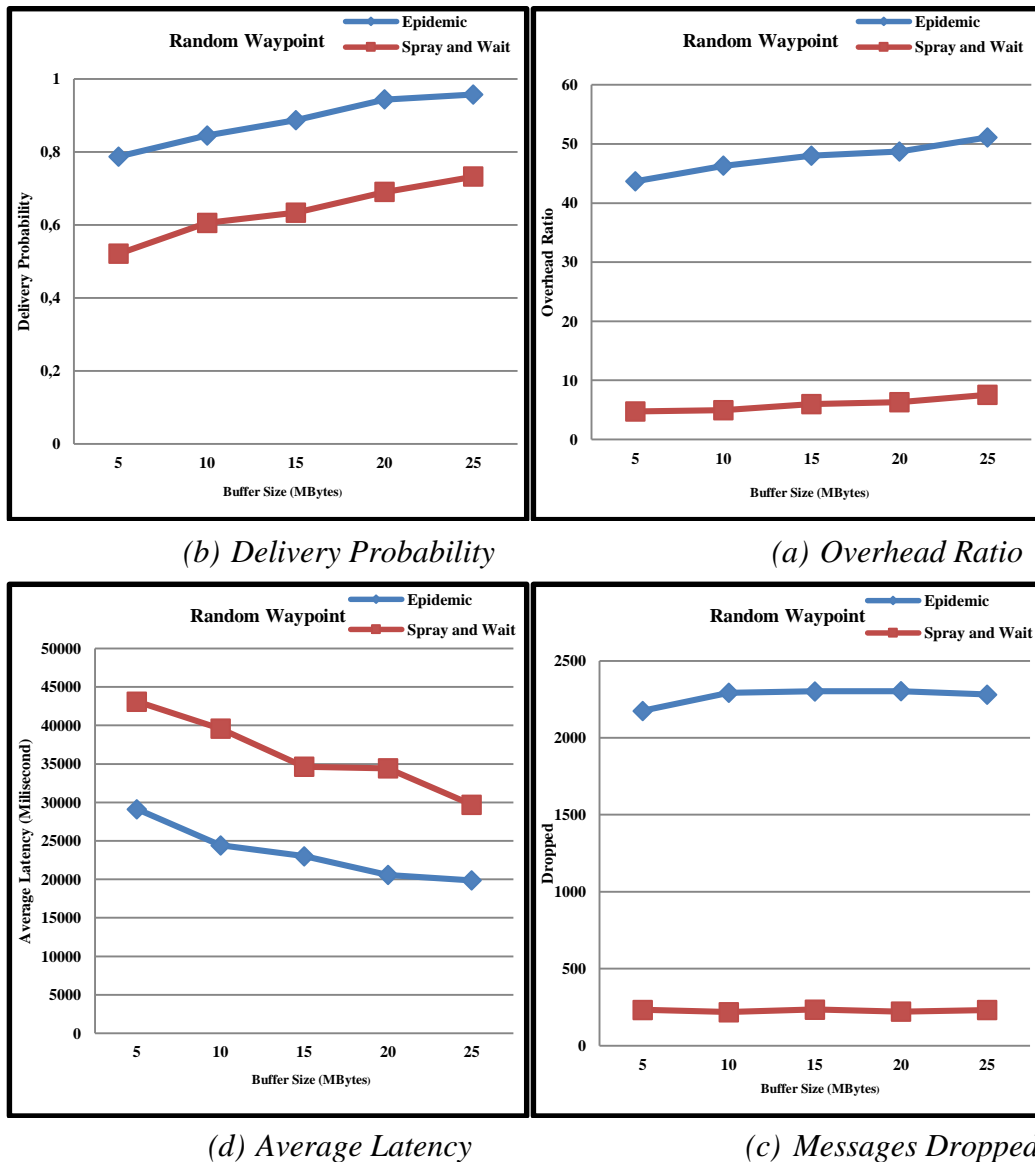 Epidemic
Random Waypoint
Spray and Wait
1
0,8
0,6
0,4
0,2
0
Delivery Probability
5 10 15 20 25
Buffer Size (MBytes)
Epidemic
Random Waypoint
Spray and Wait
60
50
40
30
20
10
0
Overhead Ratio
5 10 15 20 25
Buffer Size (MBytes)
(b) Delivery Probability
(a) Overhead Ratio
Epidemic
Random Waypoint
Spray and Wait
50000
45000
40000
35000
30000
25000
20000
15000
10000
5000
0
Average Latency (Milisecond)
5 10 15 20 25
Buffer Size (MBytes)
Epidemic
Random Waypoint
Spray and Wait
2500
2000
1500
1000
500
0
Dropped
5 10 15 20 25
Buffer Size (MBytes)
(d) Average Latency
(c) Messages Dropped